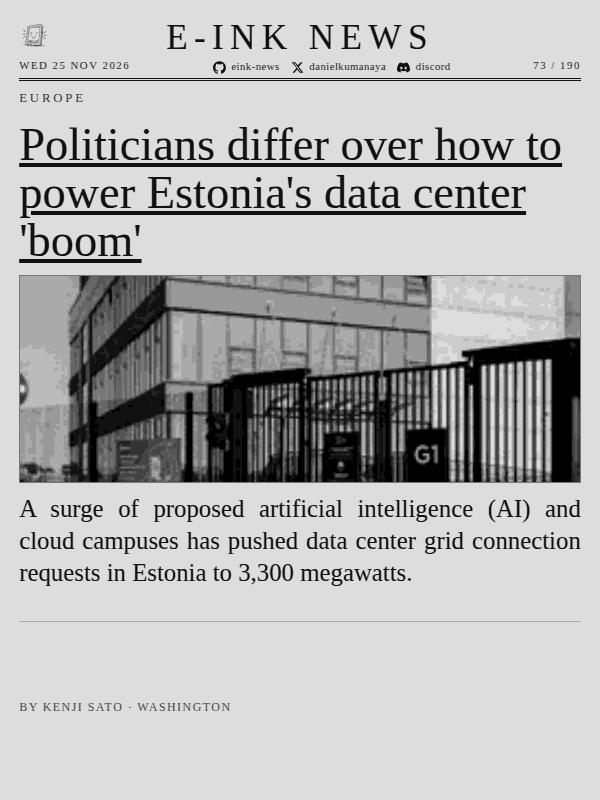 E-INK NEWS
WED 25 NOV 2026
eink-news danielkumanaya discord
73 / 190
EUROPE
Politicians differ over how to
power Estonia's data center
'boom'
G1
A surge of proposed artificial intelligence (AI) and
cloud campuses has pushed data center grid connection
requests in Estonia to 3,300 megawatts.
BY KENJI SATO · WASHINGTON